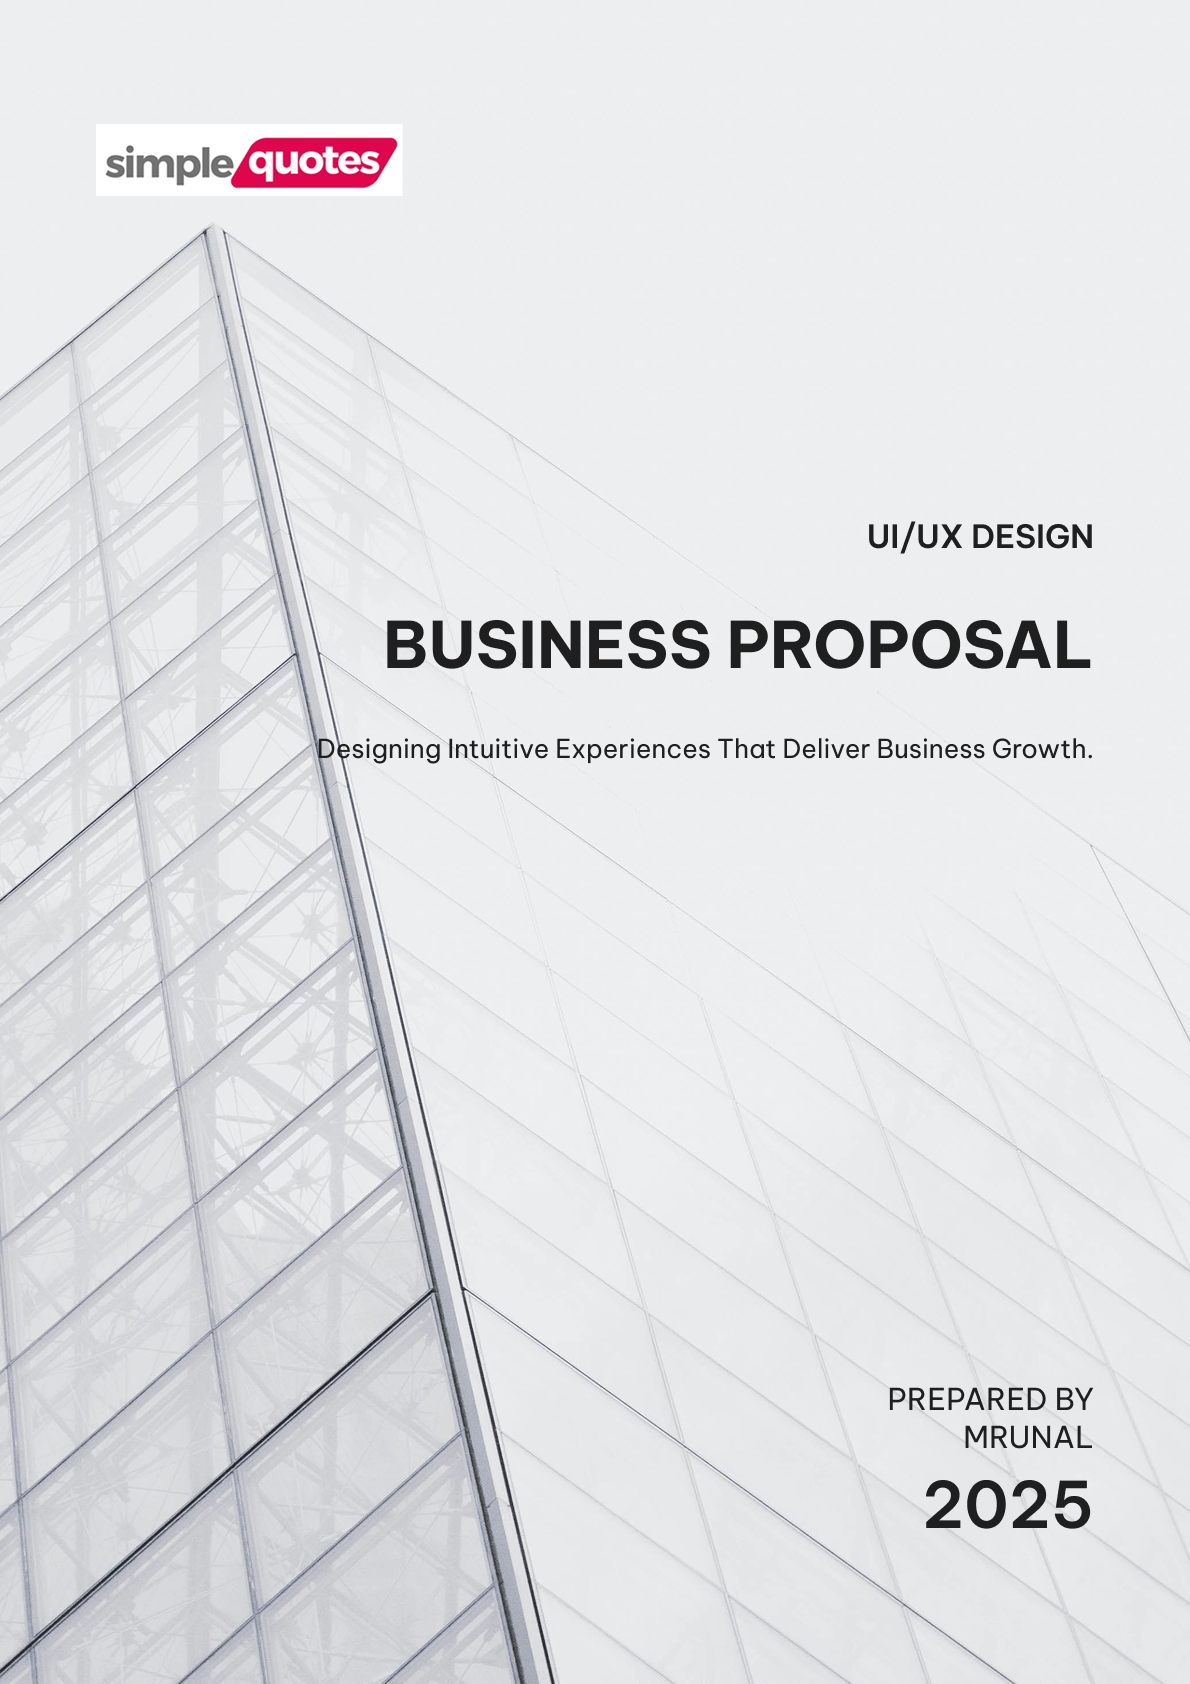 simple quotes
UI/UX DESIGN
BUSINESS PROPOSAL
Designing Intuitive Experiences That Deliver Business Growth.
PREPARED BY
MRUNAL
2025